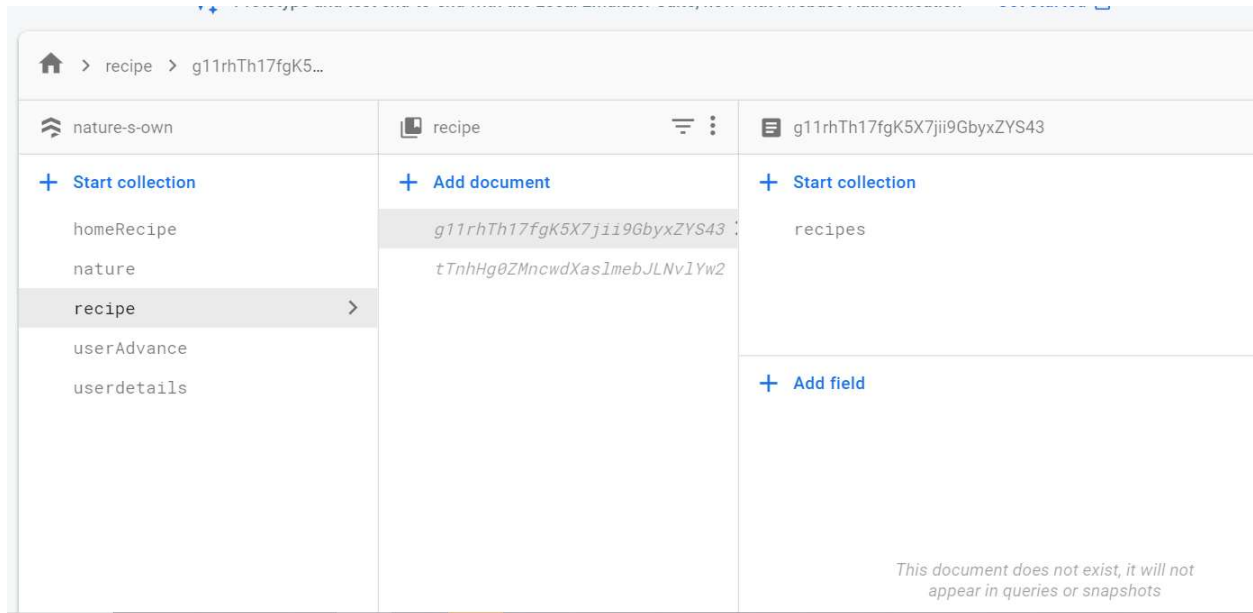 recipe
g11rhTh17fgK5...
nature-s-own
recipe
g11rhTh17fgK5X7jii9GbyxZYS43
Start collection
Add document
Start collection
homeRecipe
g11rhTh17fgK5X7jii9GbyxZYS43
recipes
nature
tTnhHg0ZMncwdXaslmebJLNvlYw2
recipe
userAdvance
userdetails
Add field
This document does not exist, it will not
appear in queries or snapshots